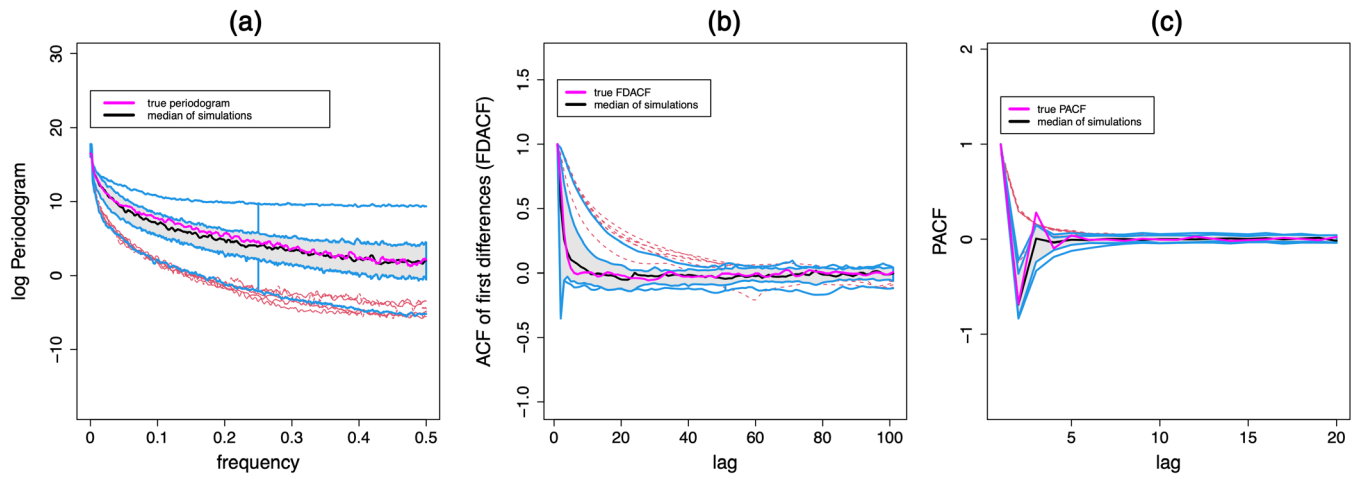 (a)
log Periodogram
30
20
10
0
−10
true periodogram
median of simulations
0
0.1
0.2
0.3
0.4
0.5
frequency
(b)
ACF of first differences (FDACF)
1.5
1.0
0.5
0.0
−0.5
−1.0
true FDACF
median of simulations
0
20
40
60
80
100
lag
(c)
PACF
2
1
0
−1
true PACF
median of simulations
5
10
15
20
lag